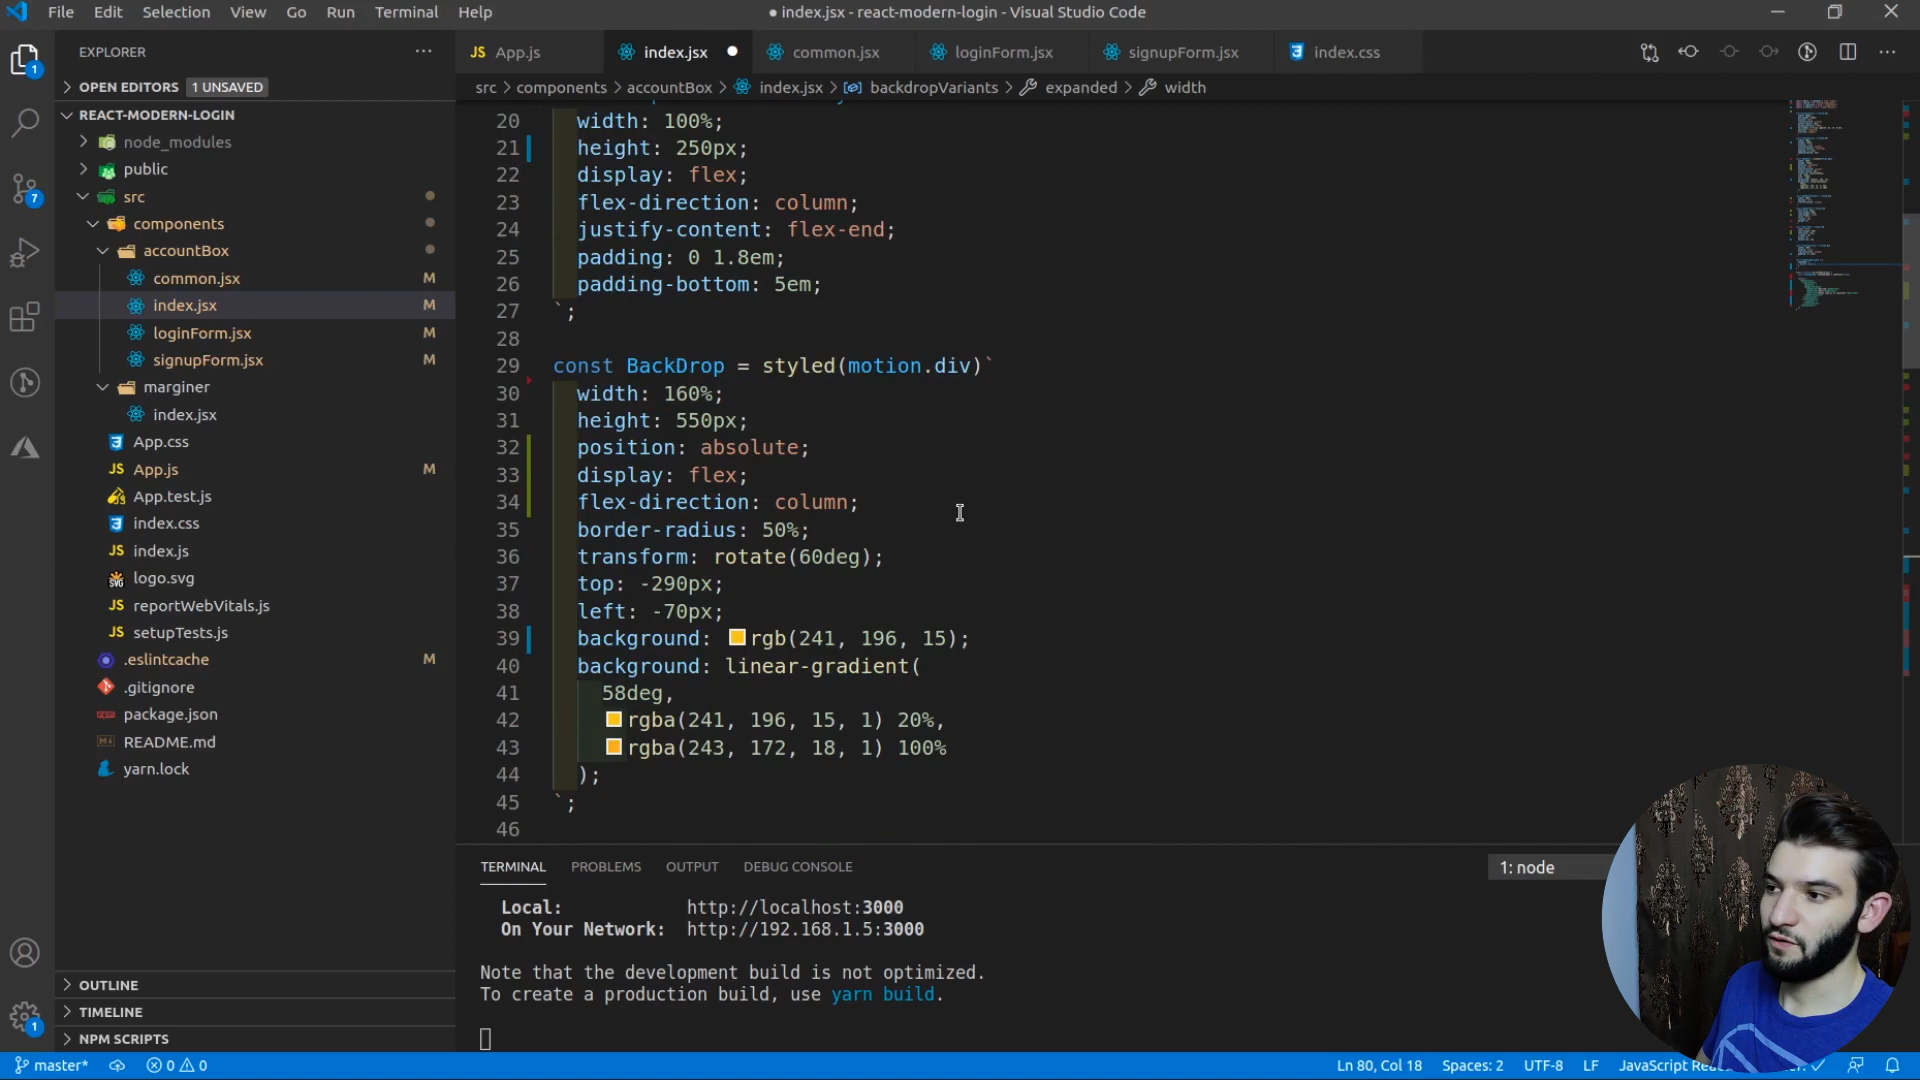 File Edit Selection View Go Run Terminal Help
● index.jsx - react-modern-login - Visual Studio Code
EXPLORER
OPEN EDITORS 1 UNSAVED
REACT-MODERN-LOGIN
node_modules
public
src
components
accountBox
common.jsx M
index.jsx M
loginForm.jsx M
signupForm.jsx M
marginer
index.jsx
App.css
JS App.js M
App.test.js
index.css
JS index.js
logo.svg
JS reportWebVitals.js
JS setupTests.js
.eslintcache M
.gitignore
package.json
README.md
yarn.lock
OUTLINE
TIMELINE
NPM SCRIPTS
1
7
1
JS App.js index.jsx common.jsx loginForm.jsx signupForm.jsx index.css
src > components > accountBox > index.jsx > backdropVariants > expanded > width
20 width: 100%;
21 height: 250px;
22 display: flex;
23 flex-direction: column;
24 justify-content: flex-end;
25 padding: 0 1.8em;
26 padding-bottom: 5em;
27 `;
28
29 const BackDrop = styled(motion.div)`
30 width: 160%;
31 height: 550px;
32 position: absolute;
33 display: flex;
34 flex-direction: column;
35 border-radius: 50%;
36 transform: rotate(60deg);
37 top: -290px;
38 left: -70px;
39 background: rgb(241, 196, 15);
40 background: linear-gradient(
41 58deg,
42 rgba(241, 196, 15, 1) 20%,
43 rgba(243, 172, 18, 1) 100%
44 );
45 `;
46
TERMINAL PROBLEMS OUTPUT DEBUG CONSOLE
1: node
Local: http://localhost:3000
On Your Network: http://192.168.1.5:3000
Note that the development build is not optimized.
To create a production build, use yarn build.
master* 0 0
Ln 80, Col 18 Spaces: 2 UTF-8 LF JavaScript